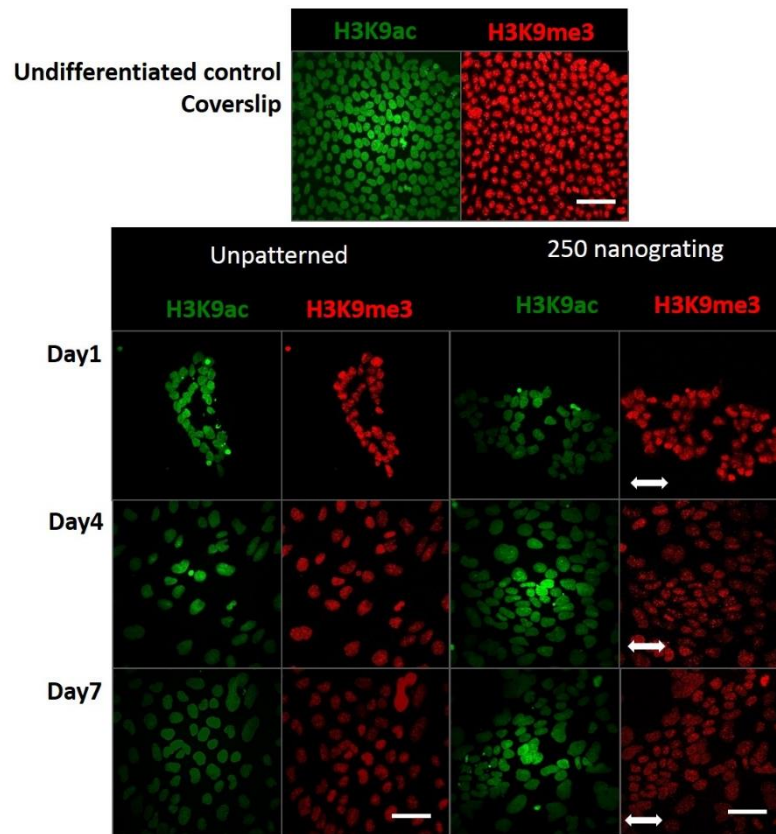 H3K9ac H3K9me3
Undifferentiated control
Coverslip
Unpatterned 250 nanograting
H3K9ac H3K9me3 H3K9ac H3K9me3
Day1
Day4
Day7